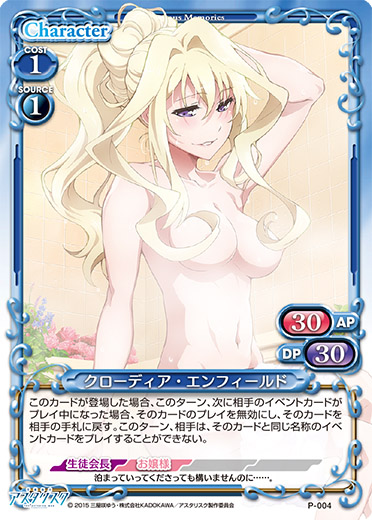 Character
COST
1
SOURCE
1
30 AP
DP 30
クローディア・エンフィールド
このカードが登場した場合、このターン、次に相手のイベントカードが
プレイ中になった場合、そのカードのプレイを無効にし、そのカードを
相手の手札に戻す。このターン、相手は、そのカードと同じ名称のイベ
ントカードをプレイすることができない。
生徒会長 お嬢様
泊まっていってくださっても構いませんのに……。
アスタリスク
© 2015 三屋咲ゆう・株式会社KADOKAWA／アスタリスク製作委員会 P-004